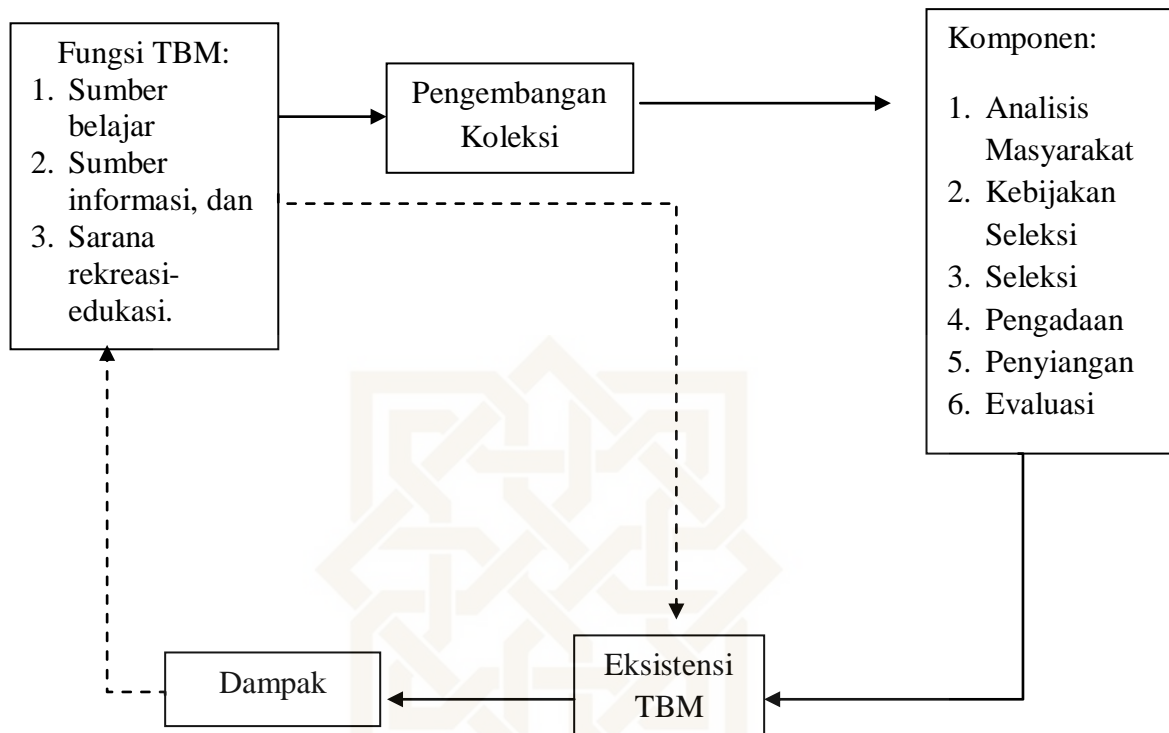 Fungsi TBM:
1. Sumber
belajar
2. Sumber
informasi, dan
3. Sarana
rekreasi-
edukasi.
Pengembangan
Koleksi
Komponen:
1. Analisis
Masyarakat
2. Kebijakan
Seleksi
3. Seleksi
4. Pengadaan
5. Penyiangan
6. Evaluasi
Dampak
Eksistensi
TBM